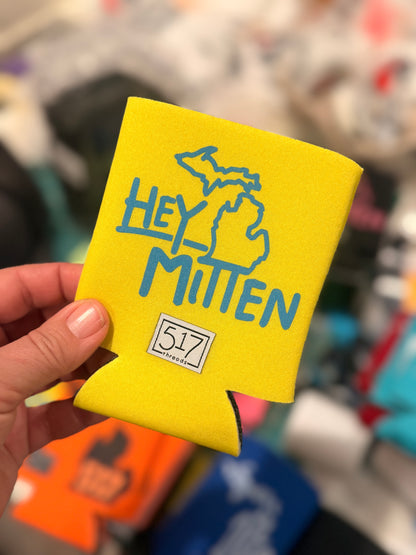 HEY
MITTEN
517
threads